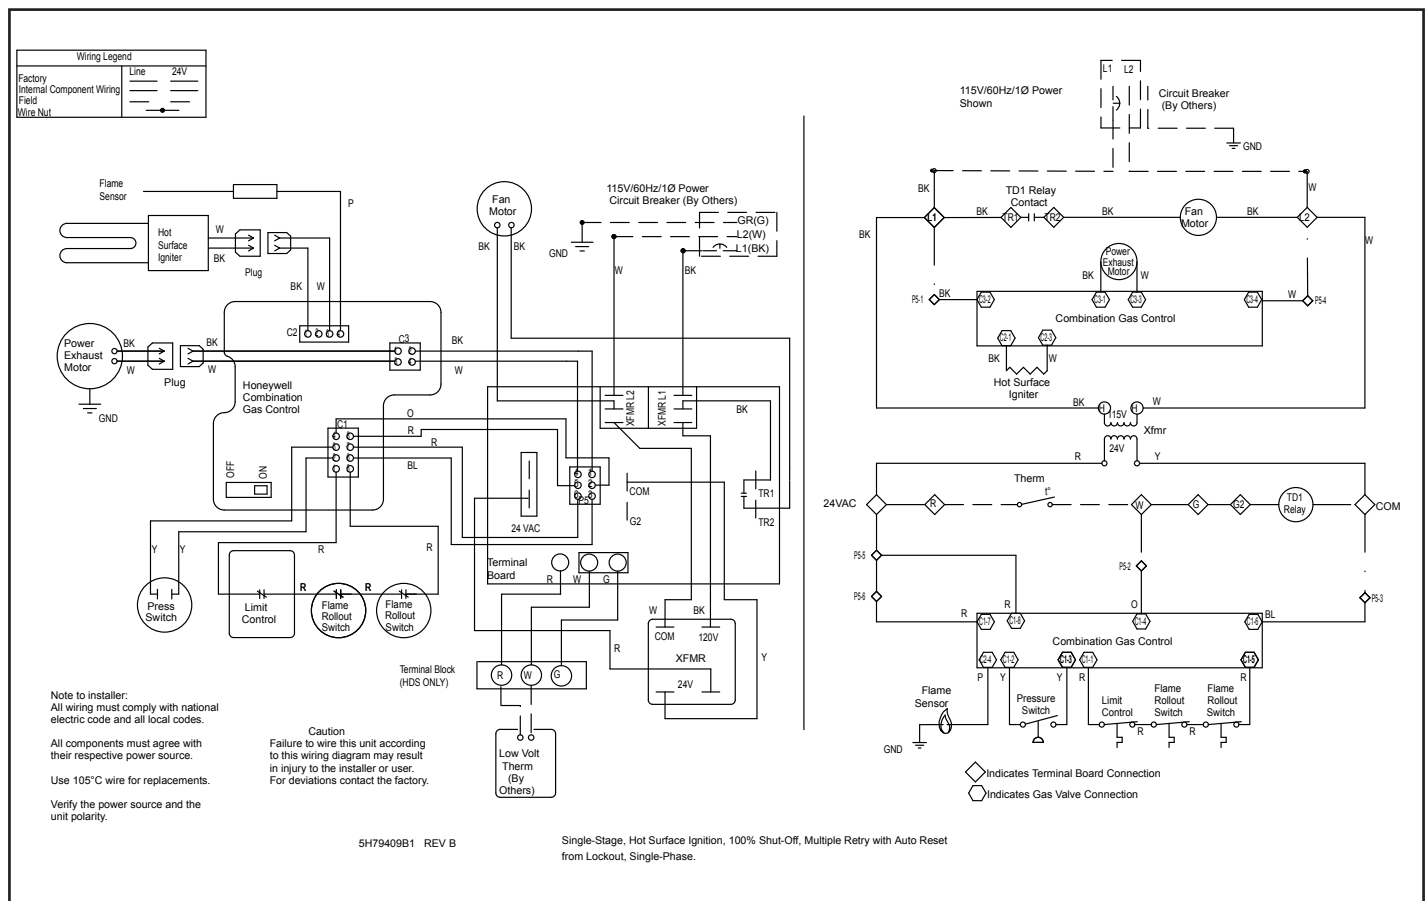 Wiring Legend
Line 24V
Factory
Internal Component Wiring
Field
Wire Nut
Flame
Sensor
P
Hot
Surface
Igniter
W
BK
Plug
BK W
Fan
Motor
BK BK
115V/60Hz/1Ø Power
Circuit Breaker (By Others)
GR(G)
L2(W)
L1(BK)
GND
W
BK
Power
Exhaust
Motor
BK
W
Plug
BK
W
GND
C2
C3
BK
W
Honeywell
Combination
Gas Control
C1
O
R
R
BL
OFF
ON
XFMR L2
XFMR L1
BK
24 VAC
P5
COM
G2
TR1
TR2
Terminal
Board
R W G
Y Y
R
R
Press
Switch
Limit
Control
R
Flame
Rollout
Switch
R
Flame
Rollout
Switch
W BK
COM 120V
XFMR
24V
R
Y
Terminal Block
(HDS ONLY)
R W G
Low Volt
Therm
(By
Others)
Note to installer:
All wiring must comply with national
electric code and all local codes.
All components must agree with
their respective power source.
Use 105°C wire for replacements.
Verify the power source and the
unit polarity.
Caution
Failure to wire this unit according
to this wiring diagram may result
in injury to the installer or user.
For deviations contact the factory.
5H79409B1 REV B
Single-Stage, Hot Surface Ignition, 100% Shut-Off, Multiple Retry with Auto Reset
from Lockout, Single-Phase.
L1 L2
115V/60Hz/1Ø Power
Shown
Circuit Breaker
(By Others)
GND
BK
W
TD1 Relay
Contact
L1 BK TR1 TR2 BK
Fan
Motor
BK L2
BK
W
Power
Exhaust
Motor
BK W
P5-1 BK C3-2 C3-1 C3-3 C3-4 W P5-4
Combination Gas Control
C2-1 C2-3
BK W
Hot Surface
Igniter
BK H H W
115V
Xfmr
24V
R Y
Therm
t°
24VAC R W G G2
TD1
Relay
COM
P5-5
P5-2
P5-6
P5-3
R R O BL
C1-7 C1-8 C1-4 C1-6
Combination Gas Control
C2-4 C1-2 C1-3 C1-1 C1-5
P Y Y R R
Flame
Sensor
Pressure
Switch
Limit
Control
Flame
Rollout
Switch
Flame
Rollout
Switch
R R
GND
Indicates Terminal Board Connection
Indicates Gas Valve Connection